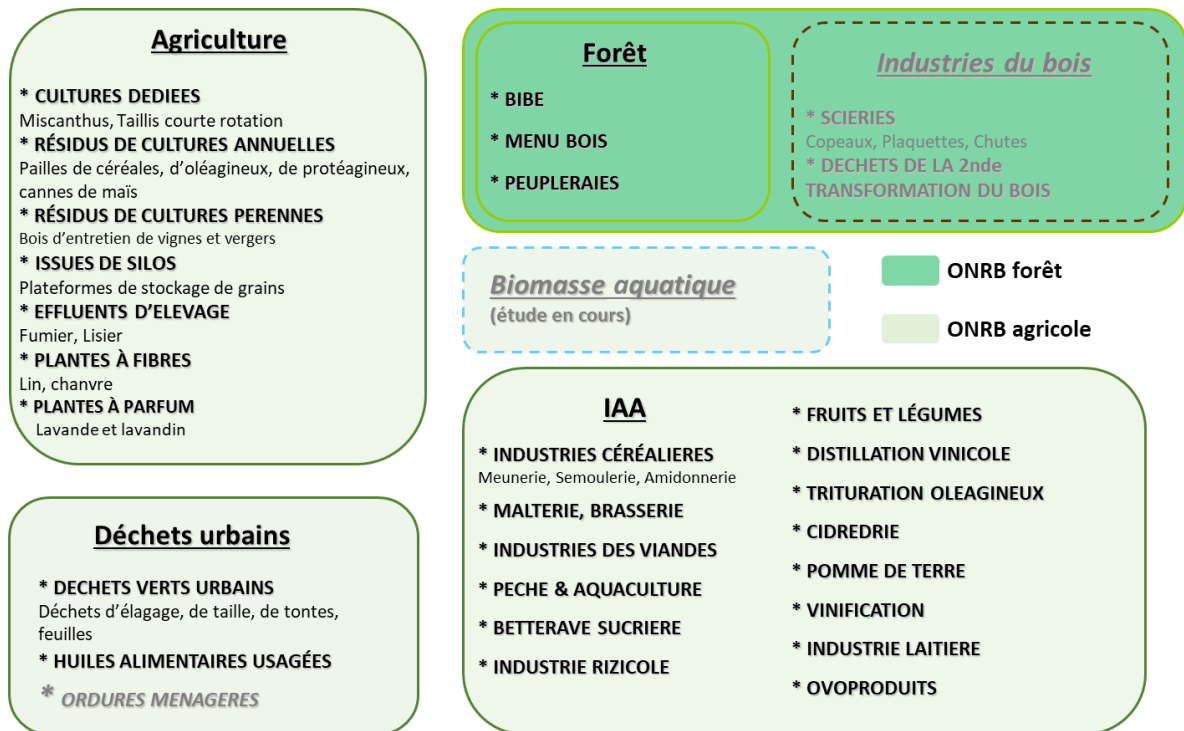 Agriculture
* CULTURES DEDIEES
Miscanthus, Taillis courte rotation
* RÉSIDUS DE CULTURES ANNUELLES
Pailles de céréales, d’oléagineux, de protéagineux,
cannes de maïs
* RÉSIDUS DE CULTURES PERENNES
Bois d’entretien de vignes et vergers
* ISSUES DE SILOS
Plateformes de stockage de grains
* EFFLUENTS D’ELEVAGE
Fumier, Lisier
* PLANTES À FIBRES
Lin, chanvre
* PLANTES À PARFUM
Lavande et lavandin
Forêt
* BIBE
* MENU BOIS
* PEUPLERAIES
Industries du bois
* SCIERIES
Copeaux, Plaquettes, Chutes
* DECHETS DE LA 2nde
TRANSFORMATION DU BOIS
Biomasse aquatique
(étude en cours)
ONRB forêt
ONRB agricole
Déchets urbains
* DECHETS VERTS URBAINS
Déchets d’élagage, de taille, de tontes,
feuilles
* HUILES ALIMENTAIRES USAGÉES
* ORDURES MENAGERES
IAA
* INDUSTRIES CÉRÉALIERES
Meunerie, Semoulerie, Amidonnerie
* MALTERIE, BRASSERIE
* INDUSTRIES DES VIANDES
* PECHE & AQUACULTURE
* BETTERAVE SUCRIERE
* INDUSTRIE RIZICOLE
* FRUITS ET LÉGUMES
* DISTILLATION VINICOLE
* TRITURATION OLEAGINEUX
* CIDREDRIE
* POMME DE TERRE
* VINIFICATION
* INDUSTRIE LAITIERE
* OVOPRODUITS